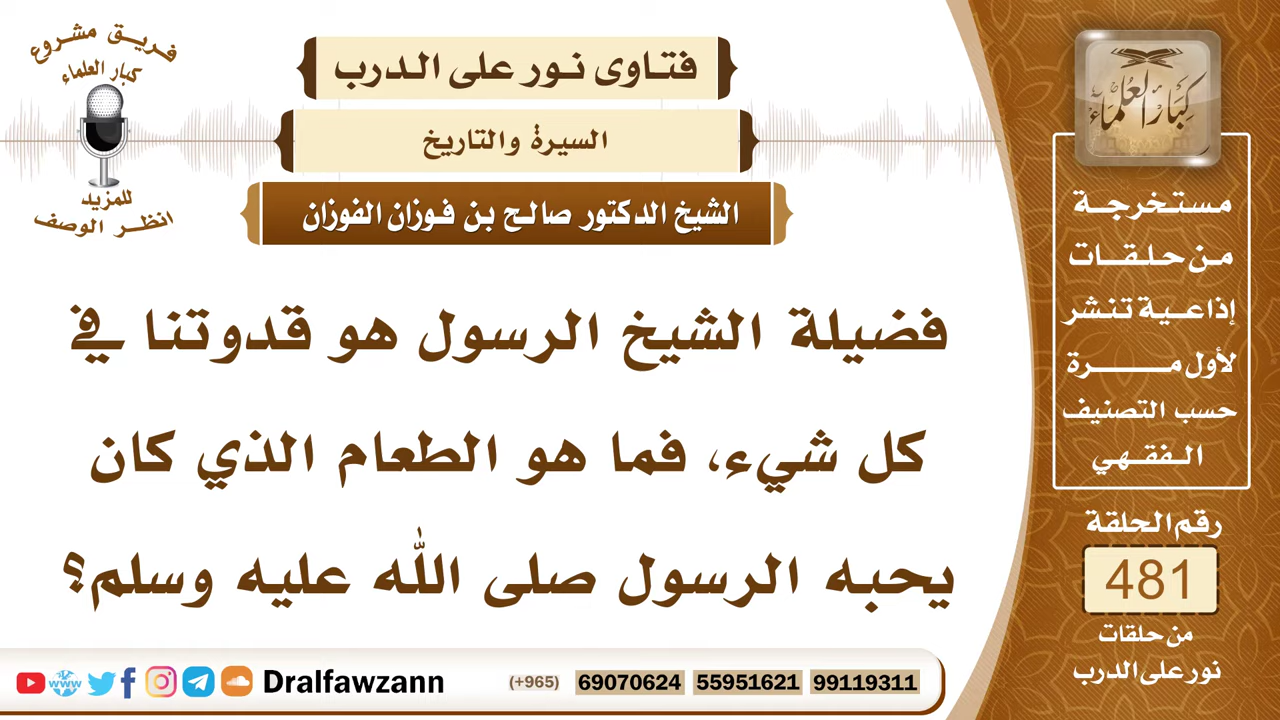 فريق مشروع
كبار العلماء
للمزيد
انظر الوصف
فتاوى نور على الدرب
السيرة والتاريخ
الشيخ الدكتور صالح بن فوزان الفوزان
فضيلة الشيخ الرسول هو قدوتنا في
كل شيء، فما هو الطعام الذي كان
يحبه الرسول صلى الله عليه وسلم؟
كبار العلماء
مستخرجة
من حلقات
إذاعية تنشر
لأول مرة
حسب التصنيف
الفقهي
رقم الحلقة
481
من حلقات
نور على الدرب
www
Dralfawzann (+965) 69070624 55951621 99119311